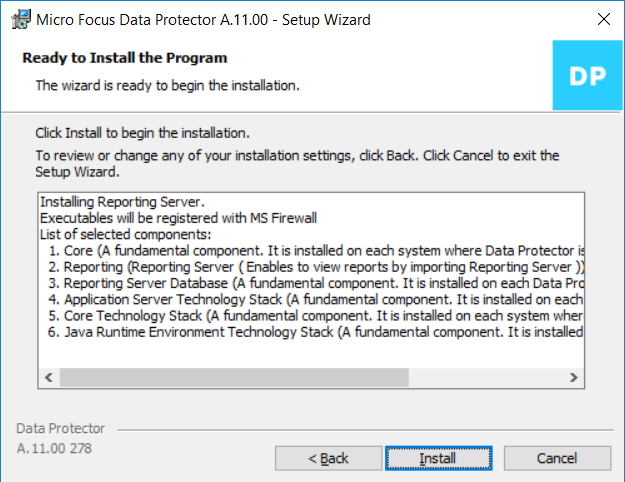 Micro Focus Data Protector A.11.00 - Setup Wizard
Ready to Install the Program
The wizard is ready to begin the installation.
DP
Click Install to begin the installation.
To review or change any of your installation settings, click Back. Click Cancel to exit the
Setup Wizard.
Installing Reporting Server.
Executables will be registered with MS Firewall
List of selected components:
1. Core (A fundamental component. It is installed on each system where Data Protector is
2. Reporting (Reporting Server ( Enables to view reports by importing Reporting Server ))
3. Reporting Server Database (A fundamental component. It is installed on each Data Pro
4. Application Server Technology Stack (A fundamental component. It is installed on each
5. Core Technology Stack (A fundamental component. It is installed on each system wher
6. Java Runtime Environment Technology Stack (A fundamental component. It is installed
Data Protector
A.11.00 278
< Back
Install
Cancel